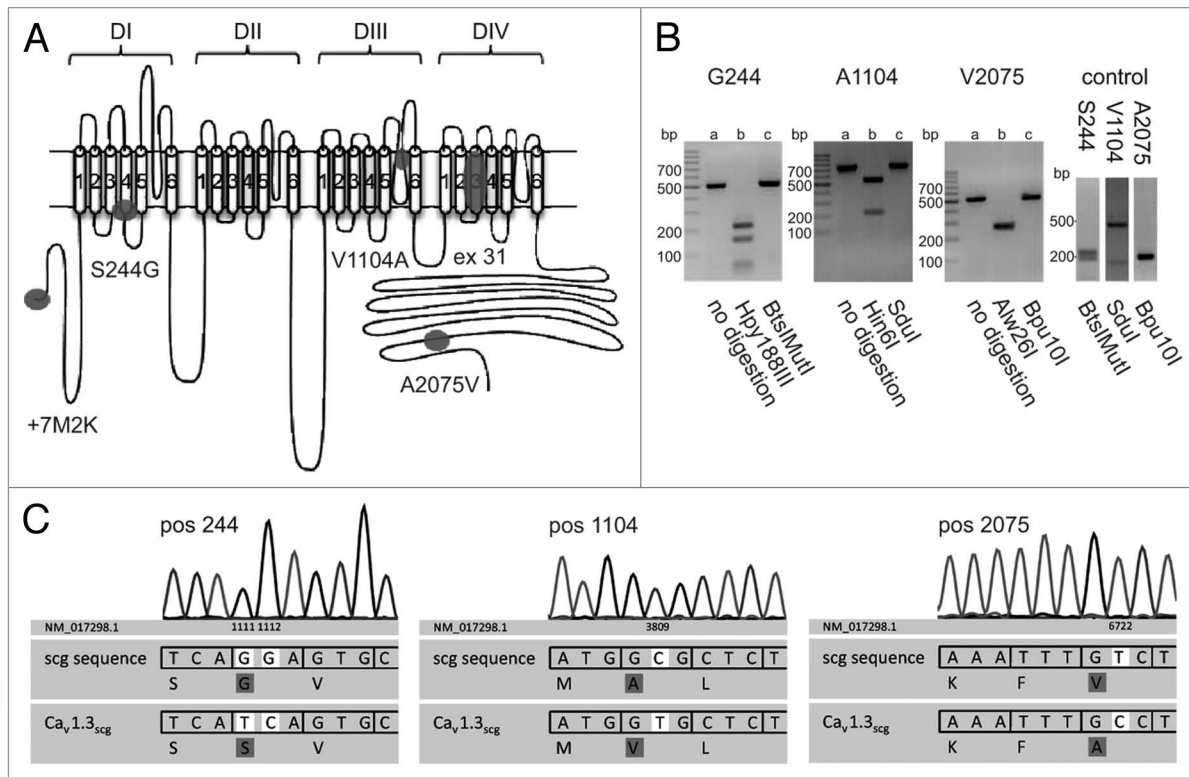 A
DI DII DIII DIV
1 2 3 4 5 6 1 2 3 4 5 6 1 2 3 4 5 6 1 2 3 4 5 6
S244G
V1104A
ex 31
A2075V
+7M2K
B
G244 A1104 V2075 control
S244 V1104 A2075
bp a b c bp a b c bp a b c bp
700
500
200
100
700
500
200
100
700
500
200
100
500
200
no digestion Hpy188III BtsIMutI
no digestion Hin6I SduI
no digestion Alw26I Bpu10I
BtsIMutI SduI Bpu10I
C
pos 244
NM_017298.1 1111 1112
scg sequence T C A G G A G T G C
S G V
Cav1.3scg T C A T C A G T G C
S S V
pos 1104
NM_017298.1 3809
scg sequence A T G G C G C T C T
M A L
Cav1.3scg A T G G T G C T C T
M V L
pos 2075
NM_017298.1 6722
scg sequence A A A T T T G T C T
K F V
Cav1.3scg A A A T T T G C C T
K F A